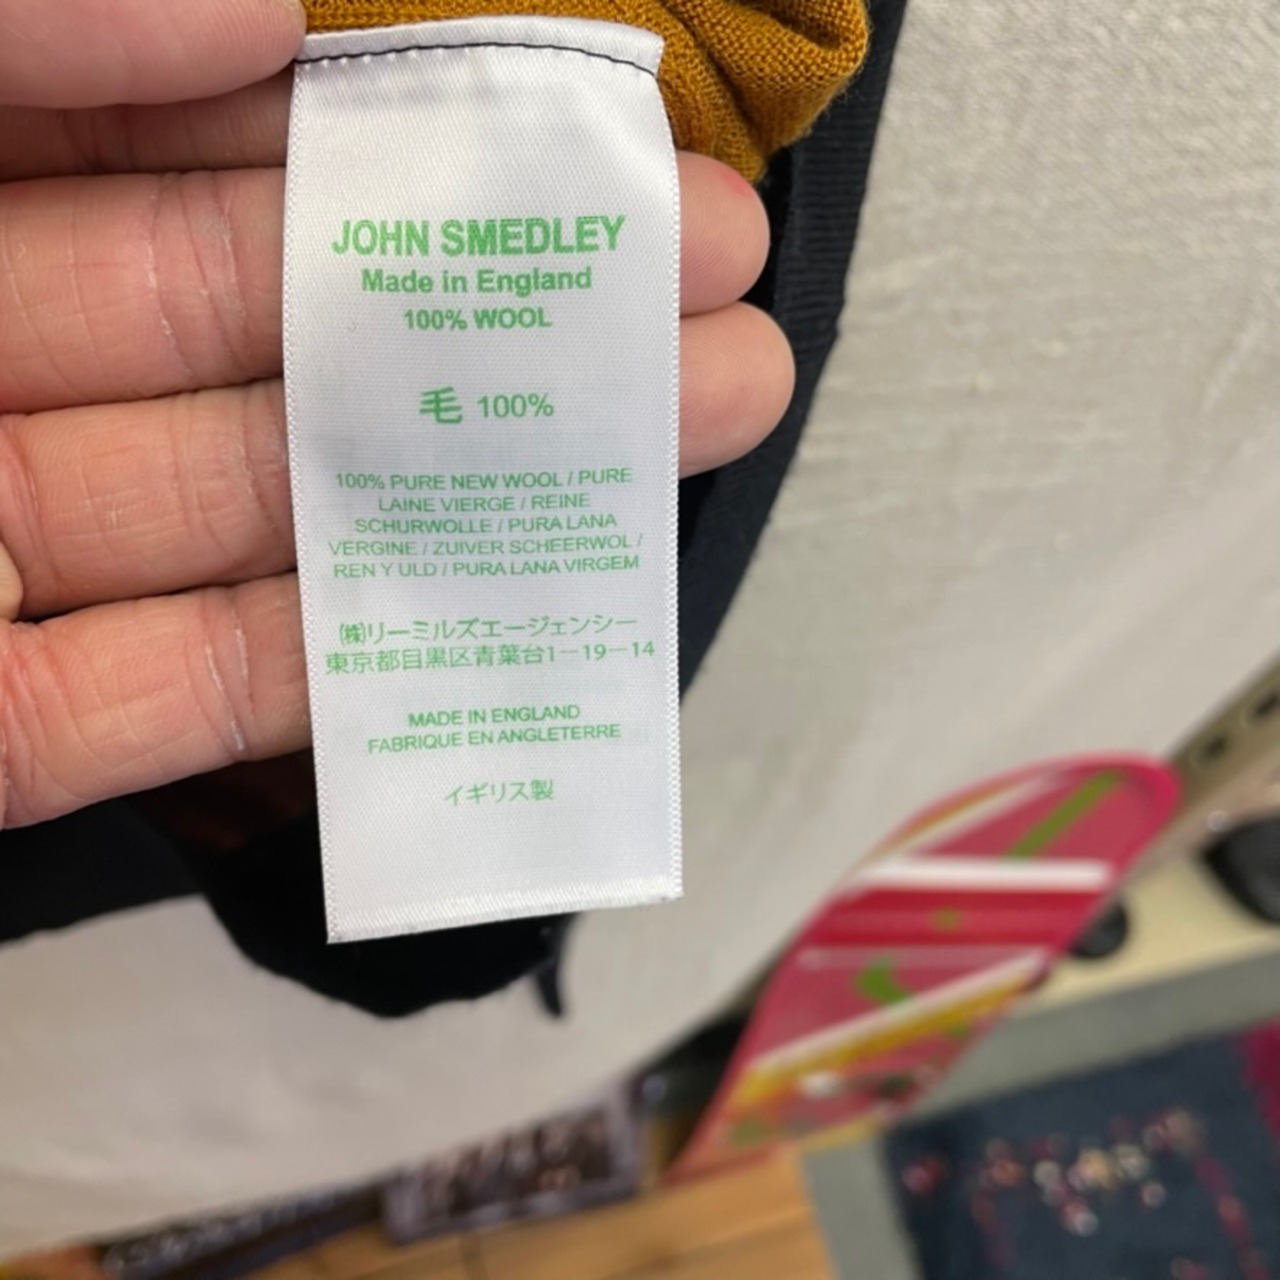 JOHN SMEDLEY
Made in England
100% WOOL
毛 100%
100% PURE NEW WOOL / PURE
LAINE VIERGE / REINE
SCHURWOLLE / PURA LANA
VERGINE / ZUIVER SCHEERWOL /
REN Y ULD / PURA LANA VIRGEM
㈱リーミルズエージェンシー
東京都目黒区青葉台1－19－14
MADE IN ENGLAND
FABRIQUE EN ANGLETERRE
イギリス製